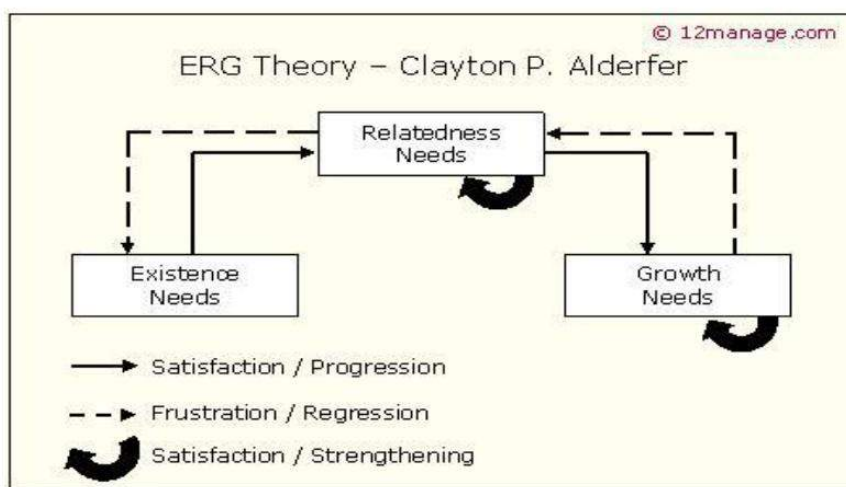 © 12manage.com
ERG Theory – Clayton P. Alderfer
Relatedness
Needs
Existence
Needs
Growth
Needs
Satisfaction / Progression
Frustration / Regression
Satisfaction / Strengthening